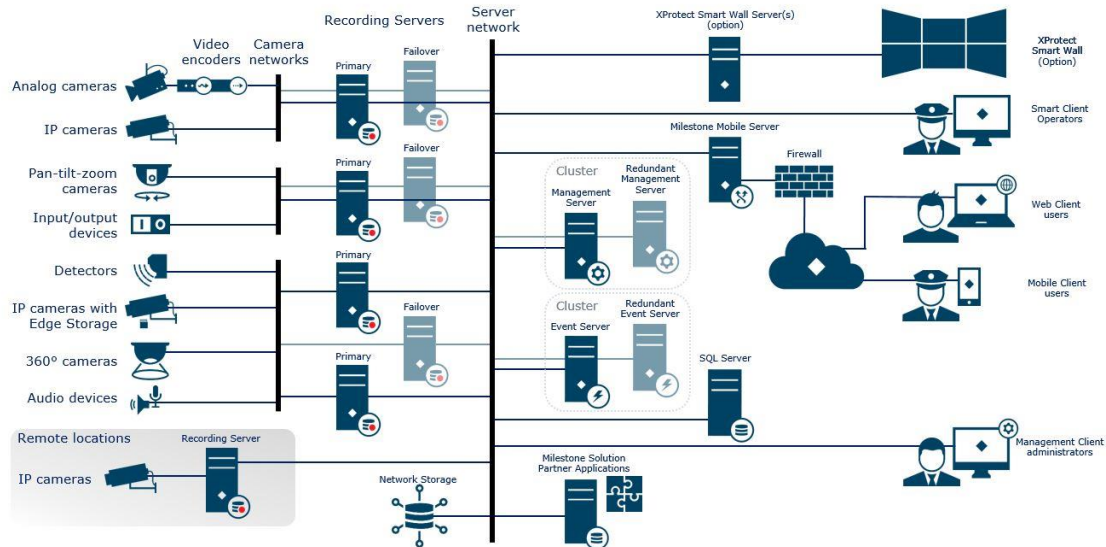 Recording Servers
Server
network
XProtect Smart Wall Server(s)
(option)
XProtect
Smart Wall
(Option)
Video
encoders
Camera
networks
Primary
Failover
Analog cameras
IP cameras
Smart Client
Operators
Milestone Mobile Server
Firewall
Pan-tilt-zoom
cameras
Primary
Failover
Input/output
devices
Cluster
Management
Server
Redundant
Management
Server
Web Client
users
Detectors
Primary
IP cameras with
Edge Storage
Failover
Mobile Client
users
Cluster
Event Server
Redundant
Event Server
360º cameras
Primary
SQL Server
Audio devices
Remote locations
Recording Server
IP cameras
Management Client
administrators
Network Storage
Milestone Solution
Partner Applications